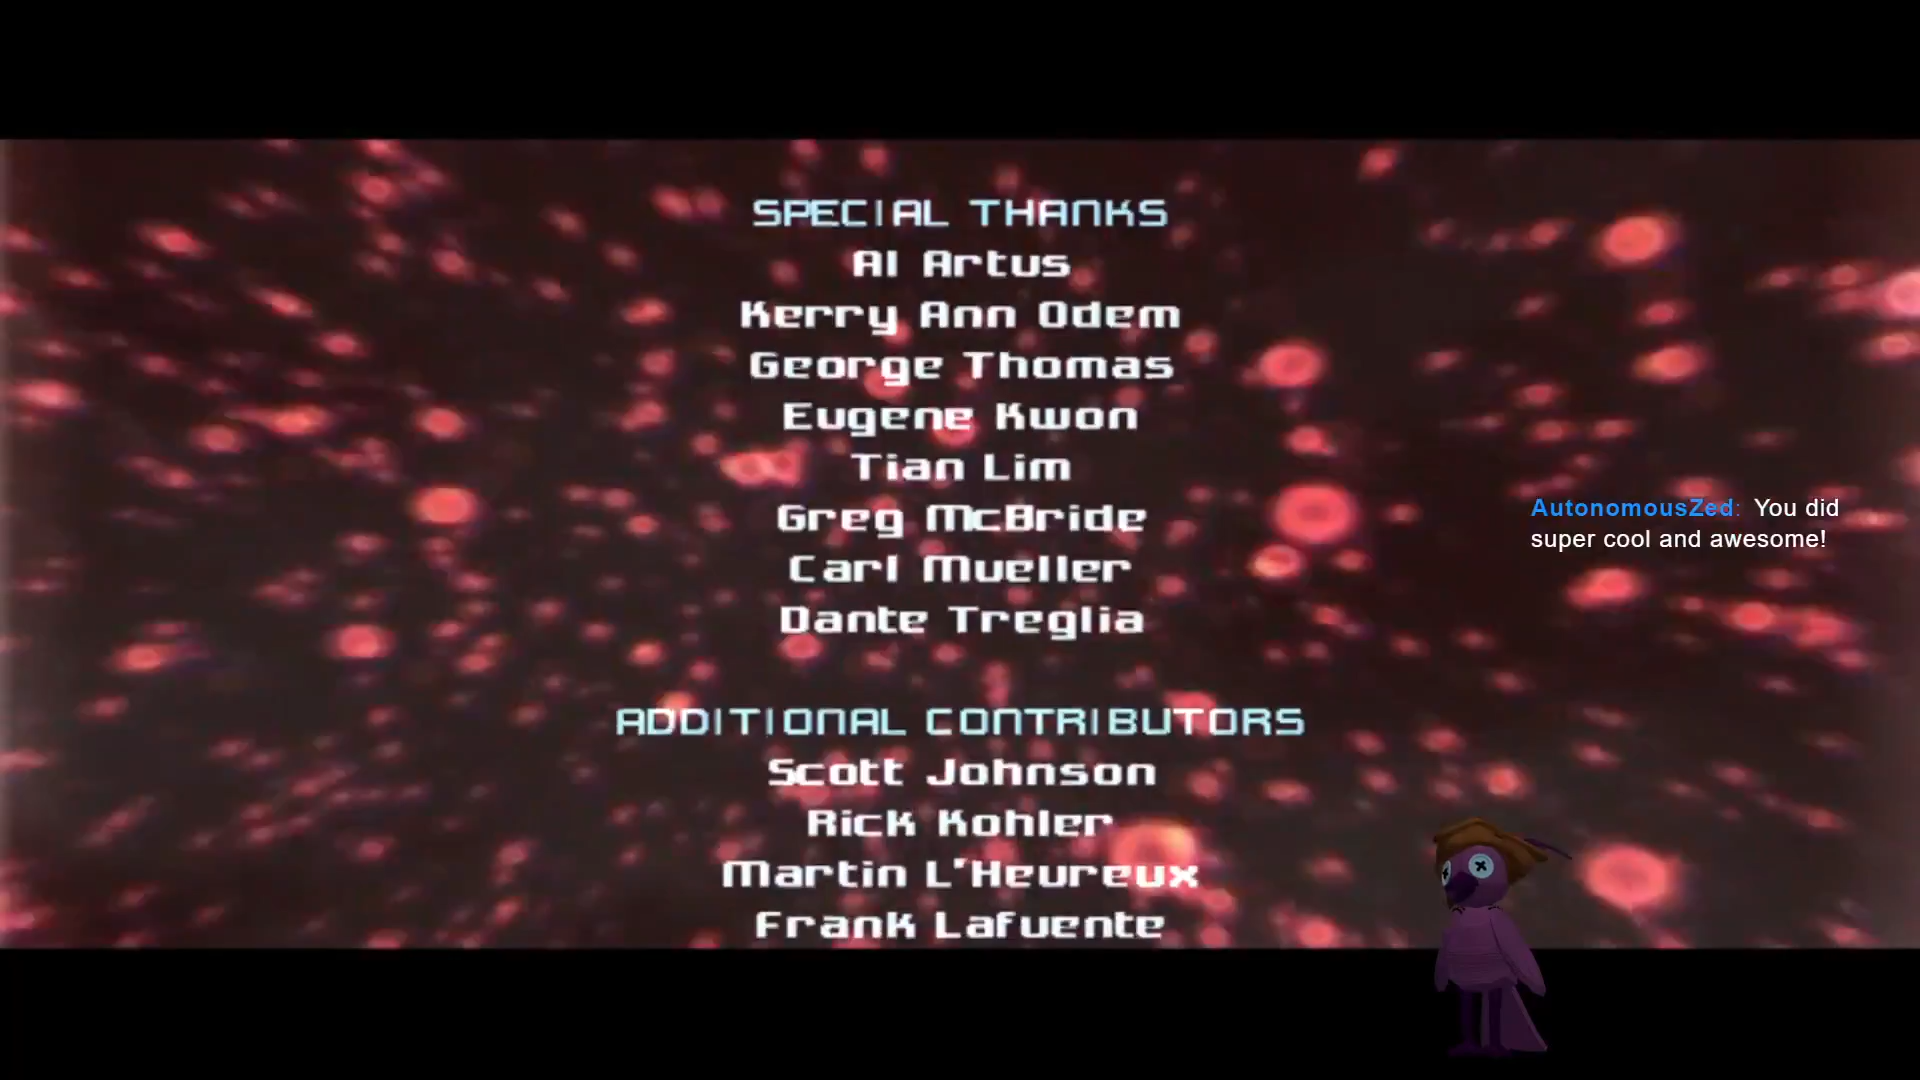 SPECIAL THANKS
Al Artus
Kerry Ann Odem
George Thomas
Eugene Kwon
Tian Lim
Greg McBride
Carl Mueller
Dante Treglia
ADDITIONAL CONTRIBUTORS
Scott Johnson
Rick Kohler
Martin L'Heureux
Frank Lafuente
AutonomousZed: You did
super cool and awesome!